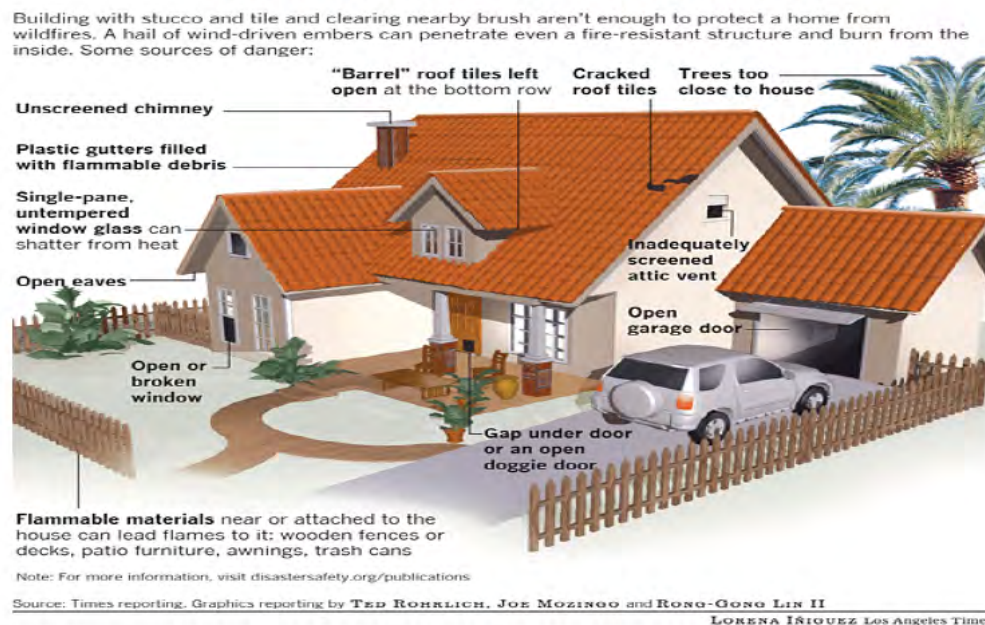 Building with stucco and tile and clearing nearby brush aren't enough to protect a home from
wildfires. A hail of wind-driven embers can penetrate even a fire-resistant structure and burn from the
inside. Some sources of danger:
"Barrel" roof tiles left
open at the bottom row
Cracked
roof tiles
Trees too
close to house
Unscreened chimney
Plastic gutters filled
with flammable debris
Single-pane,
untempered
window glass can
shatter from heat
Inadequately
screened
attic vent
Open eaves
Open
garage door
Open or
broken
window
Gap under door
or an open
doggie door
Flammable materials near or attached to the
house can lead flames to it: wooden fences or
decks, patio furniture, awnings, trash cans
Note: For more information, visit disastersafety.org/publications
Source: Times reporting. Graphics reporting by TED ROHRLICH, JOE MOZINGO and RONG-GONG LIN II
LORENA IÑIGUEZ Los Angeles Time